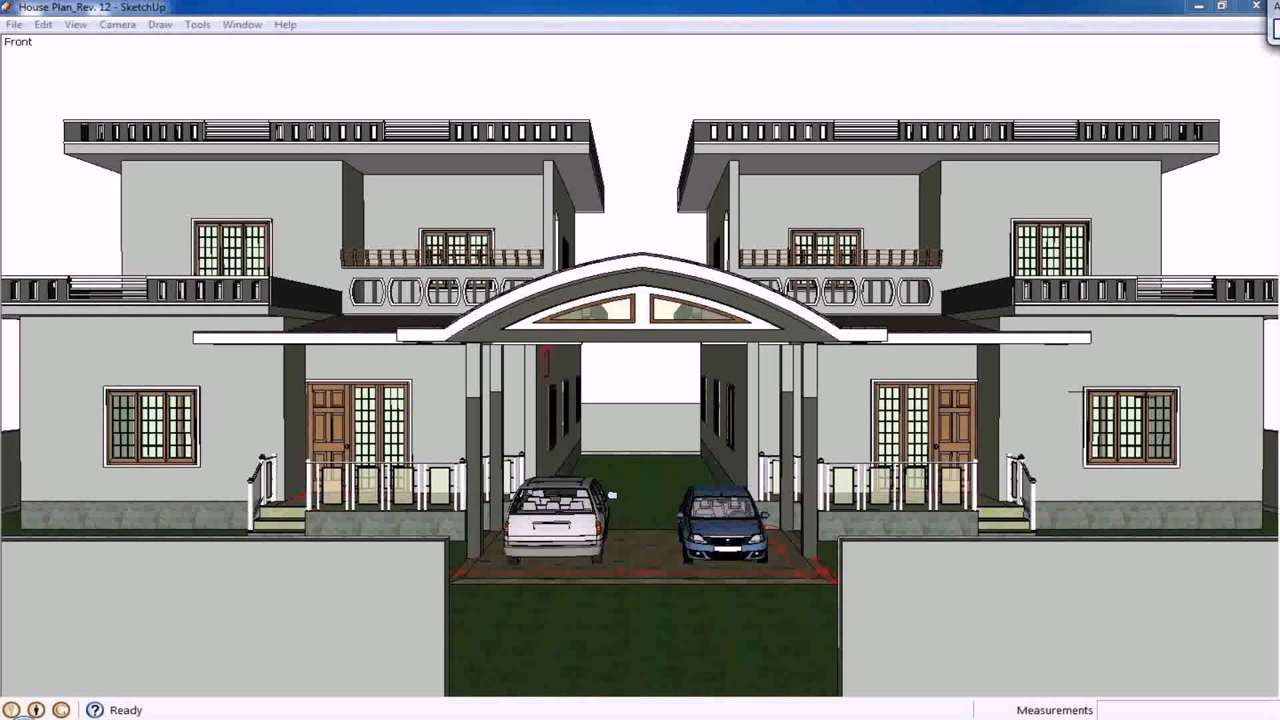 House Plan_Rev. 12 - SketchUp
File Edit View Camera Draw Tools Window Help
Front
Ready
Measurements